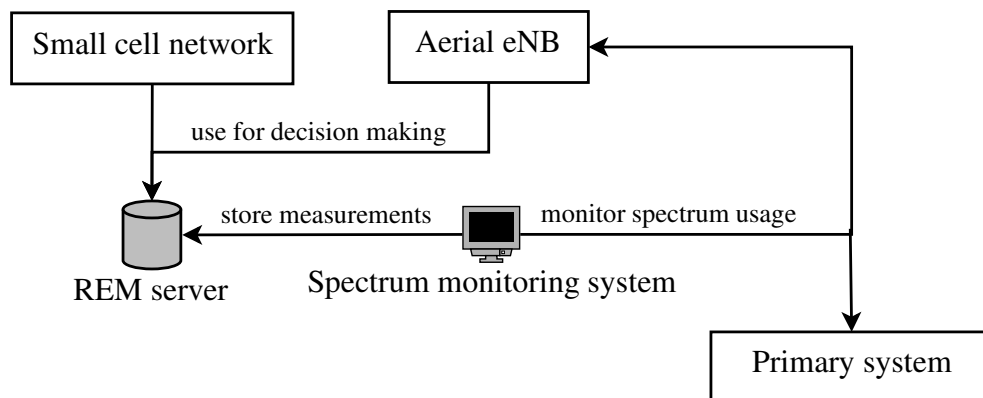 Small cell network
Aerial eNB
use for decision making
store measurements
monitor spectrum usage
REM server
Spectrum monitoring system
Primary system